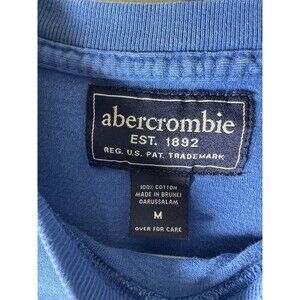 abercrombie
EST. 1892
REG. U.S. PAT. TRADEMARK
100% COTTON
MADE IN BRUNEI
DARUSSALAM
M
OVER FOR CARE